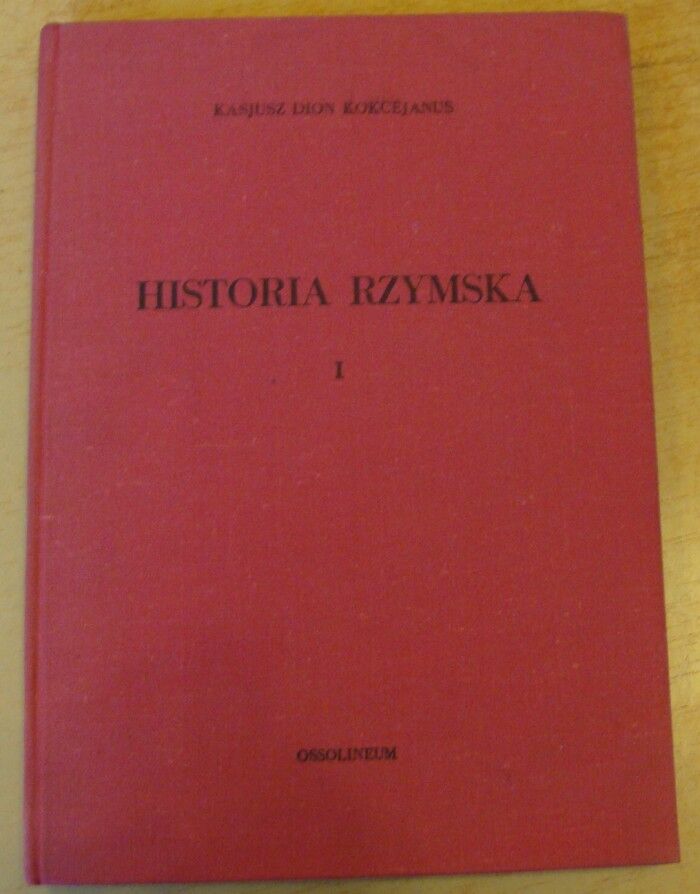 KASJUSZ DION KOKCEJANUS
HISTORIA RZYMSKA
I
OSSOLINEUM